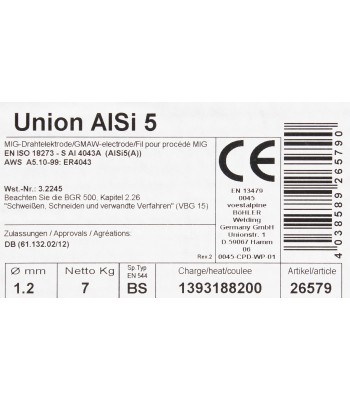 Union AlSi 5
MIG-Drahtelektrode/GMAW-electrode/Fil pour procédé MIG
EN ISO 18273 - S Al 4043A (AlSi5(A))
AWS A5.10-99: ER4043
Wst.-Nr.: 3.2245
Beachten Sie die BGR 500, Kapitel 2.26
"Schweißen, Schneiden und verwandte Verfahren" (VBG 15)
Zulassungen / Approvals / Agréations:
DB (61.132.02/12)
CE
EN 13479
0045
voestalpine
BöHLER
Welding
Germany GmbH
Unionstr. 1
D 59067 Hamm
06
Rev.2 0045-CPD-WP-01
4038589265790
Ø mm
1.2
Netto Kg
7
Sp.Typ
EN 544
BS
Charge/heat/coulee
1393188200
Artikel/article
26579